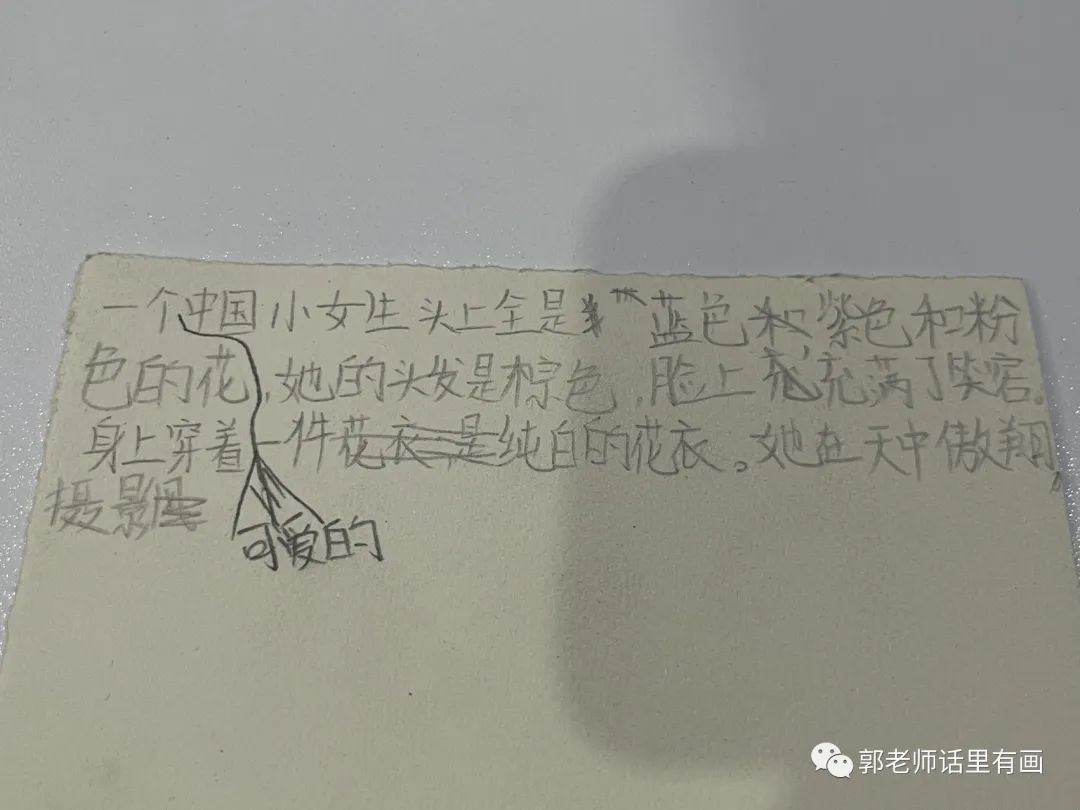 一个中国小女生头上全是蓝色和紫色和粉
色的花,她的头发是棕色,脸上充充满了笑容。
身上穿着一件花衣是纯白的花衣。她在天中傲翔,
摄影
可爱的
郭老师话里有画